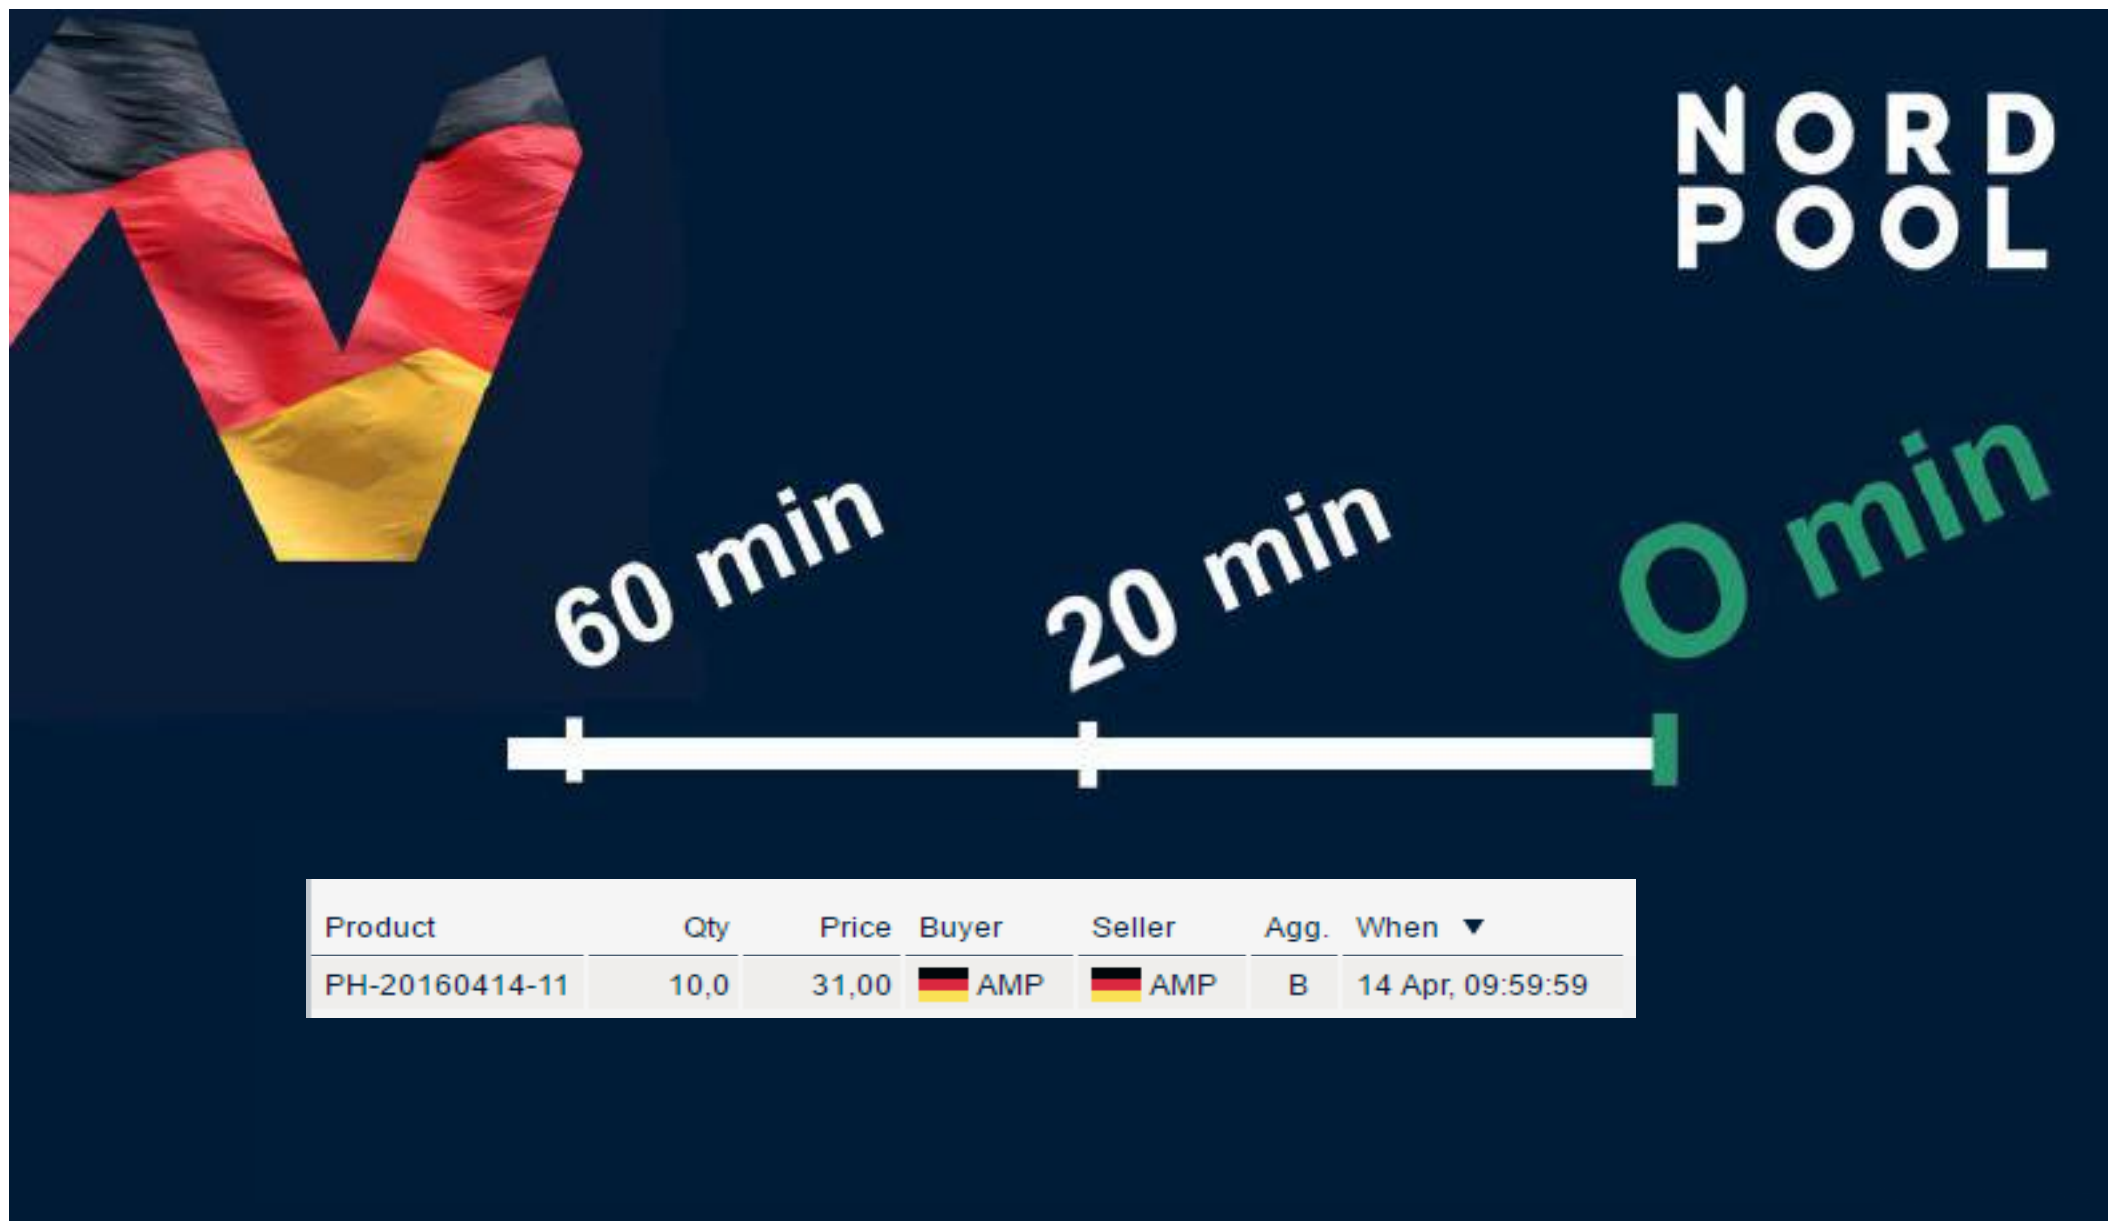 NORD
POOL
60 min
20 min
0 min
Product Qty Price Buyer Seller Agg. When ▼
PH-20160414-11 10,0 31,00 AMP AMP B 14 Apr, 09:59:59